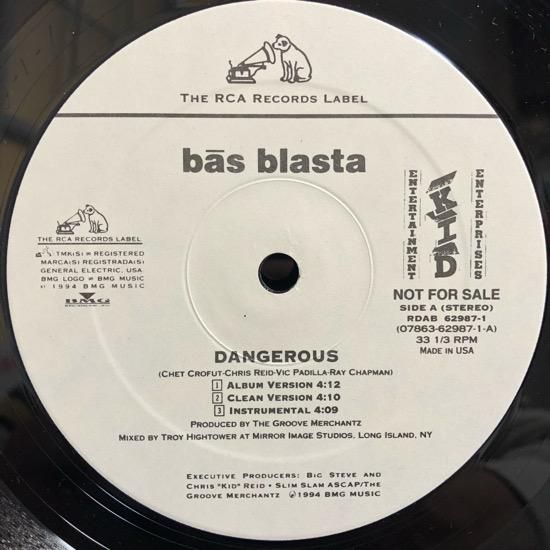 THE RCA RECORDS LABEL
bās blasta
ENTERTAINMENT
KID
ENTERPRISES
THE RCA RECORDS LABEL
TMK(S) ® REGISTERED
MARCA(S) REGISTRADA(S)
GENERAL ELECTRIC, USA.
BMG LOGO ® BMG MUSIC
1994 BMG MUSIC
BMG
NOT FOR SALE
SIDE A (STEREO)
RDAB 62987-1
(07863-62987-1-A)
33 1/3 RPM
MADE IN USA
DANGEROUS
(CHET CROFUT-CHRIS REID-VIC PADILLA-RAY CHAPMAN)
1 ALBUM VERSION 4:12
2 CLEAN VERSION 4:10
3 INSTRUMENTAL 4:09
PRODUCED BY THE GROOVE MERCHANTZ
MIXED BY TROY HIGHTOWER AT MIRROR IMAGE STUDIOS, LONG ISLAND, NY
EXECUTIVE PRODUCERS: BIG STEVE AND
CHRIS "KID" REID • SLIM SLAM ASCAP/THE
GROOVE MERCHANTZ ℗1994 BMG MUSIC